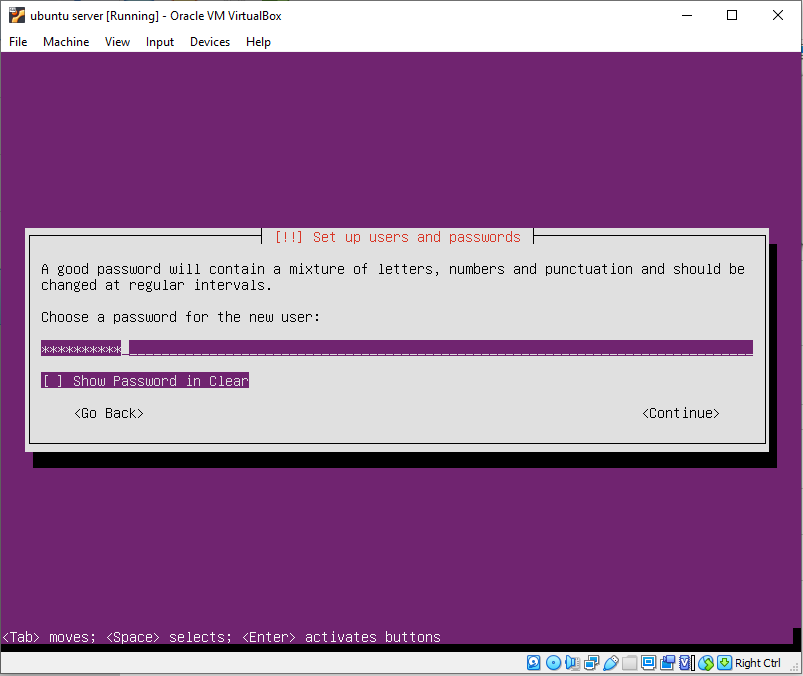 ubuntu server [Running] - Oracle VM VirtualBox
File Machine View Input Devices Help
[!!] Set up users and passwords
A good password will contain a mixture of letters, numbers and punctuation and should be
changed at regular intervals.
Choose a password for the new user:
**********
[ ] Show Password in Clear
<Go Back> <Continue>
<Tab> moves; <Space> selects; <Enter> activates buttons
Right Ctrl